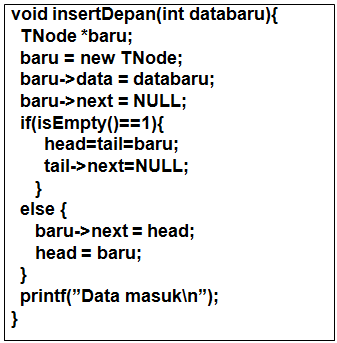 void insertDepan(int databaru){
TNode *baru;
baru = new TNode;
baru->data = databaru;
baru->next = NULL;
if(isEmpty()==1){
head=tail=baru;
tail->next=NULL;
}
else {
baru->next = head;
head = baru;
}
printf(”Data masuk\n”);
}